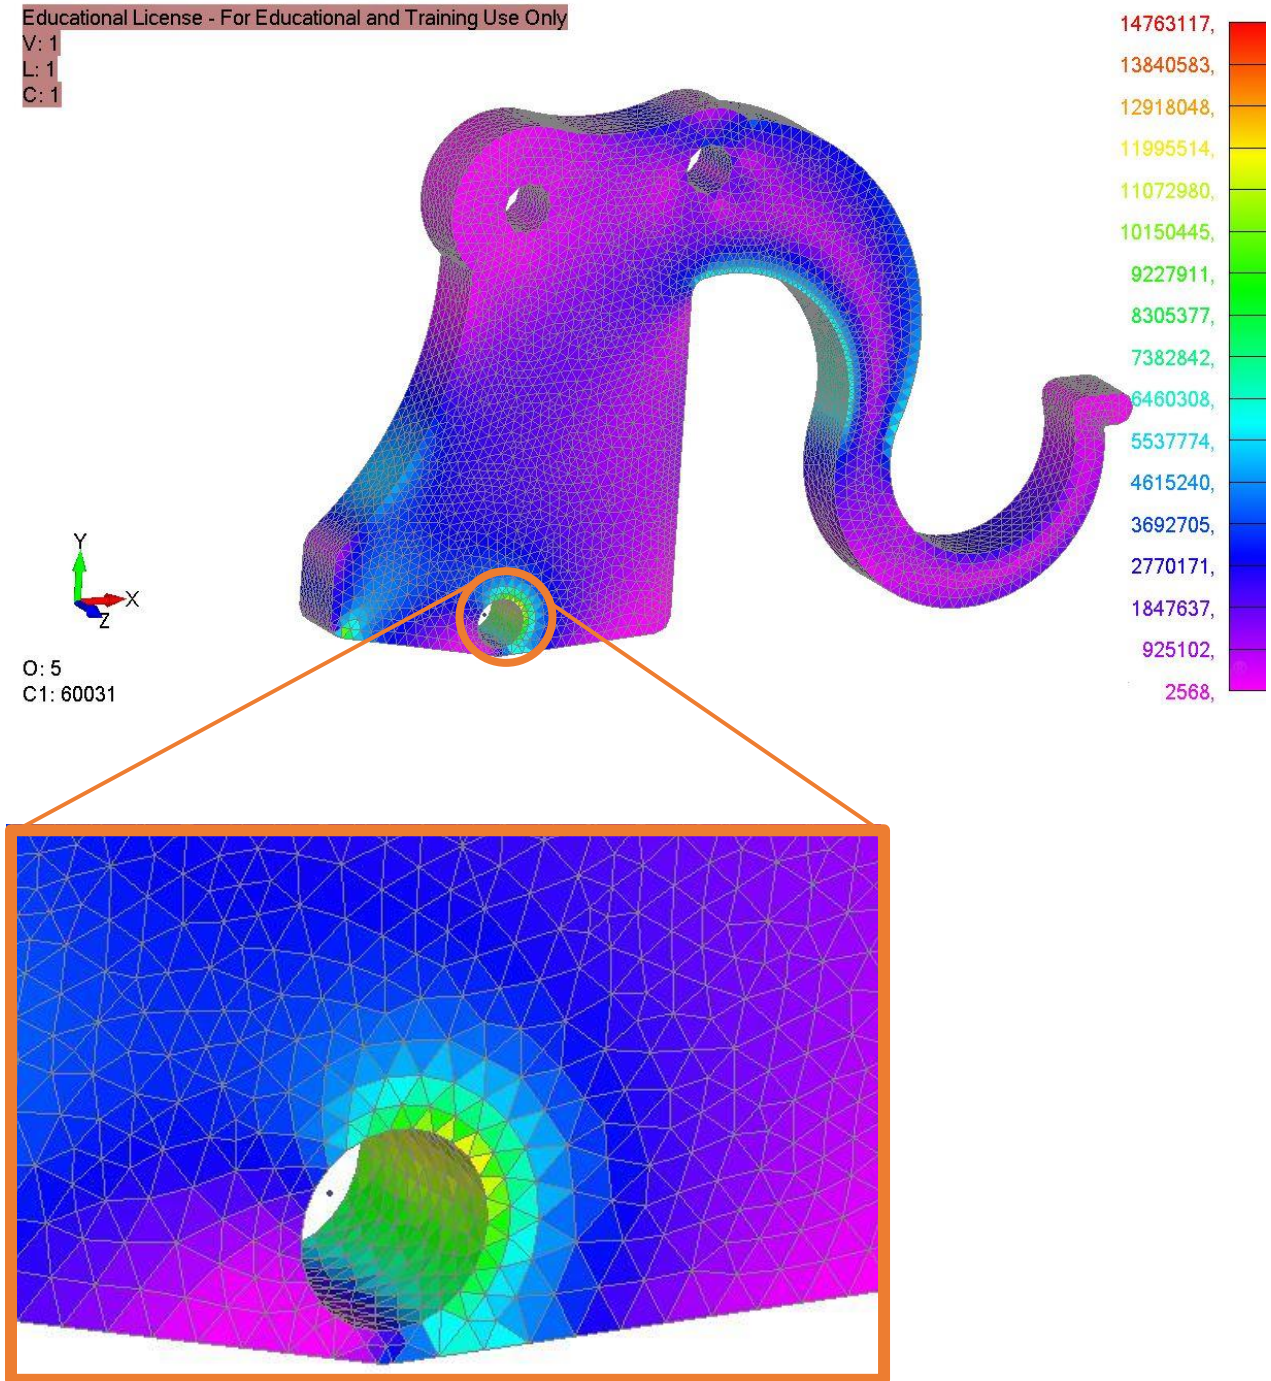 Educational License - For Educational and Training Use Only
V: 1
L: 1
C: 1
14763117,
13840583,
12918048,
11995514,
11072980,
10150445,
9227911,
8305377,
7382842,
6460308,
5537774,
4615240,
3692705,
2770171,
1847637,
925102,
2568,
Y
X
Z
O: 5
C1: 60031